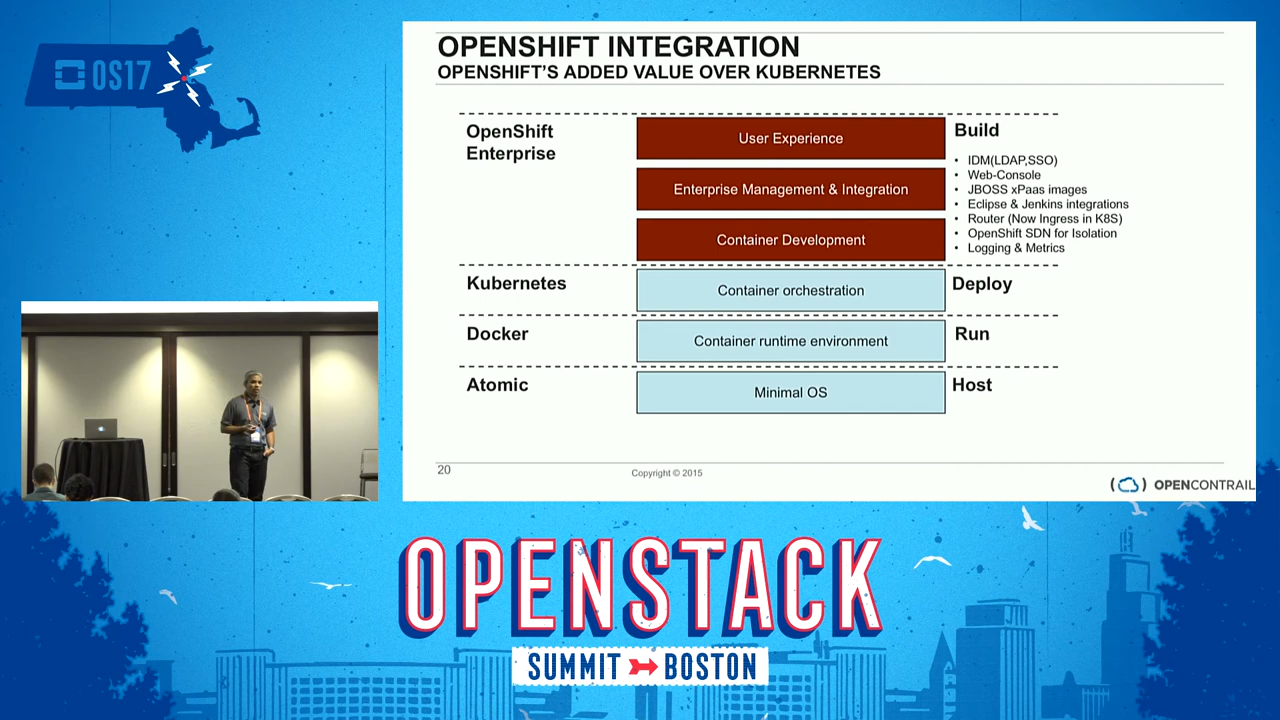 OS17
OPENSHIFT INTEGRATION
OPENSHIFT'S ADDED VALUE OVER KUBERNETES
OpenShift
Enterprise
User Experience
Enterprise Management & Integration
Container Development
Build
• IDM(LDAP,SSO)
• Web-Console
• JBOSS xPaas images
• Eclipse & Jenkins integrations
• Router (Now Ingress in K8S)
• OpenShift SDN for Isolation
• Logging & Metrics
Kubernetes
Container orchestration
Deploy
Docker
Container runtime environment
Run
Atomic
Minimal OS
Host
20
Copyright © 2015
OPENCONTRAIL
OPENSTACK
SUMMIT BOSTON